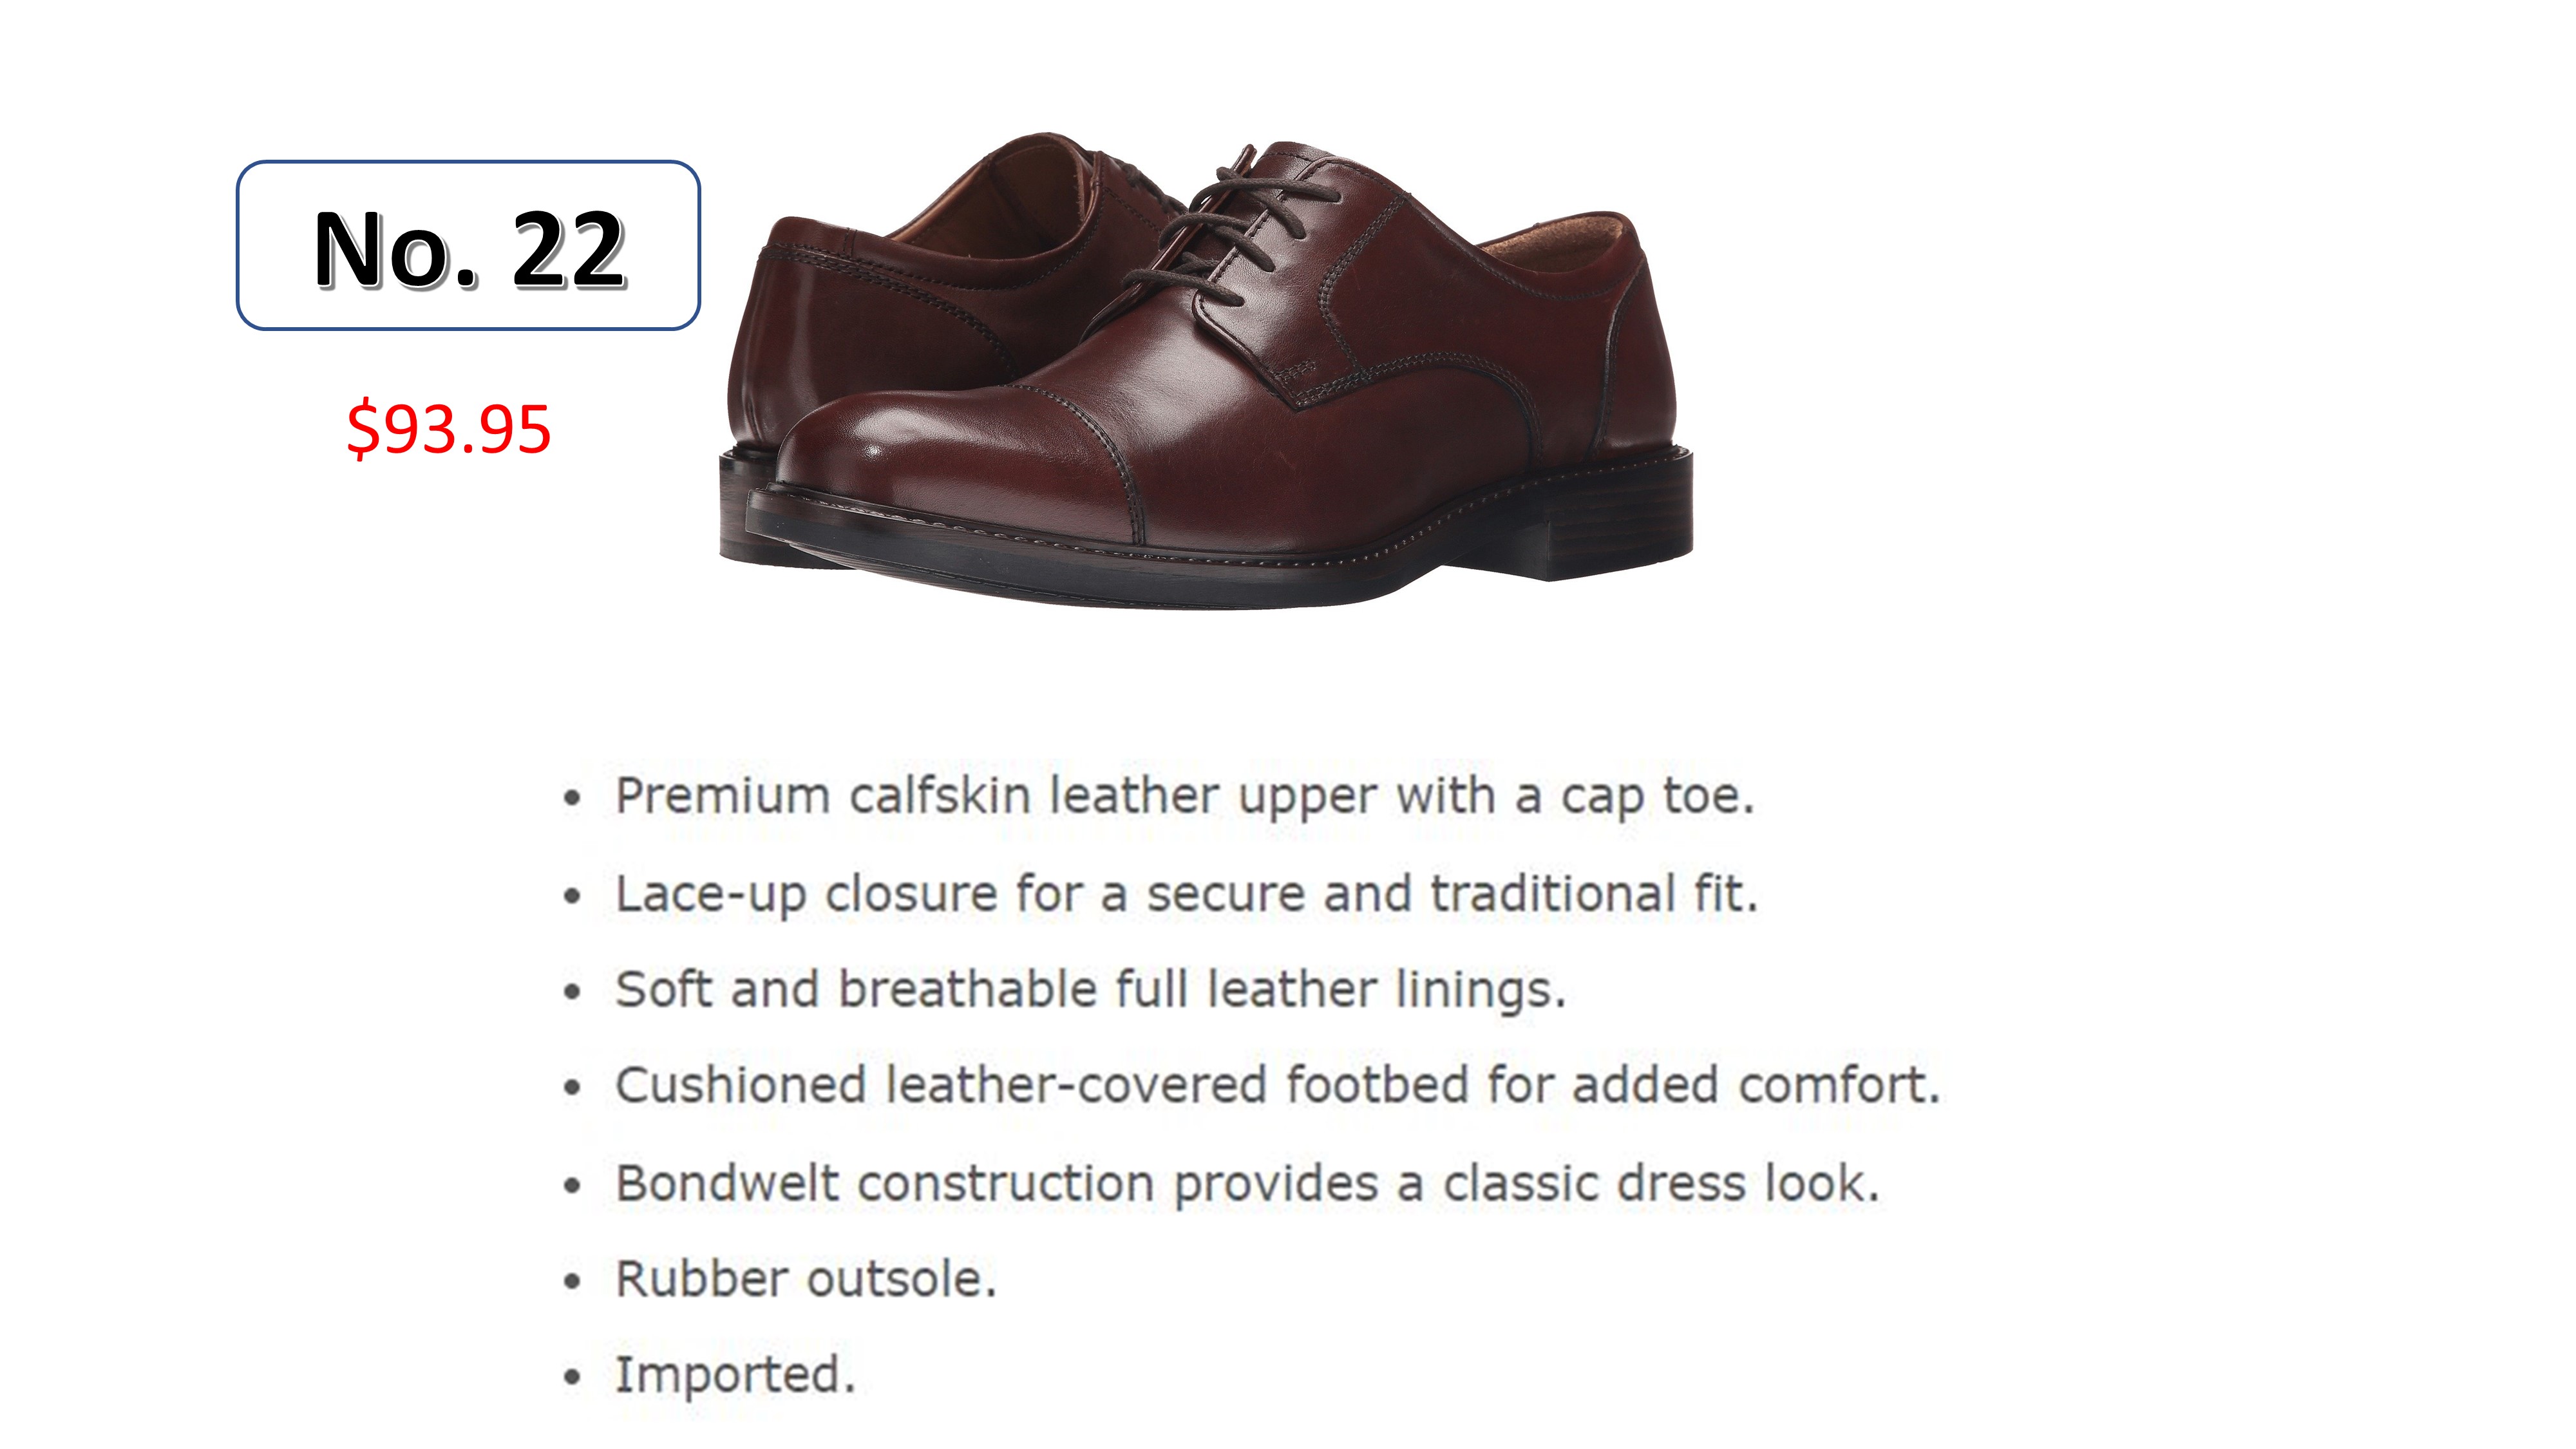 No. 22
$93.95
• Premium calfskin leather upper with a cap toe.
• Lace-up closure for a secure and traditional fit.
• Soft and breathable full leather linings.
• Cushioned leather-covered footbed for added comfort.
• Bondwelt construction provides a classic dress look.
• Rubber outsole.
• Imported.